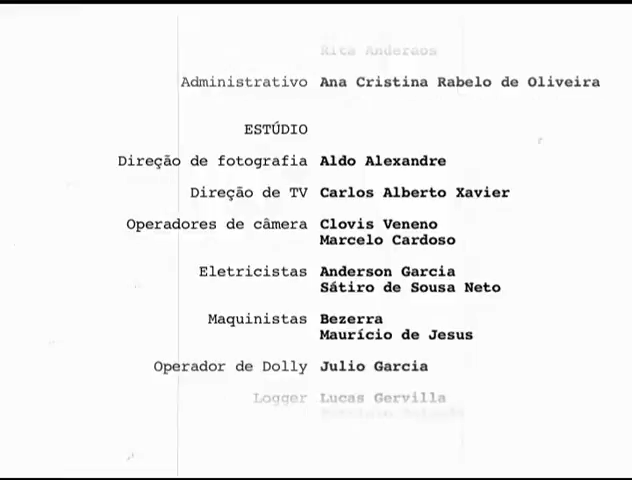 Rita Anderaos
Administrativo Ana Cristina Rabelo de Oliveira
ESTÚDIO
Direção de fotografia Aldo Alexandre
Direção de TV Carlos Alberto Xavier
Operadores de câmera Clovis Veneno
Marcelo Cardoso
Eletricistas Anderson Garcia
Sátiro de Sousa Neto
Maquinistas Bezerra
Maurício de Jesus
Operador de Dolly Julio Garcia
Logger Lucas Gervilla